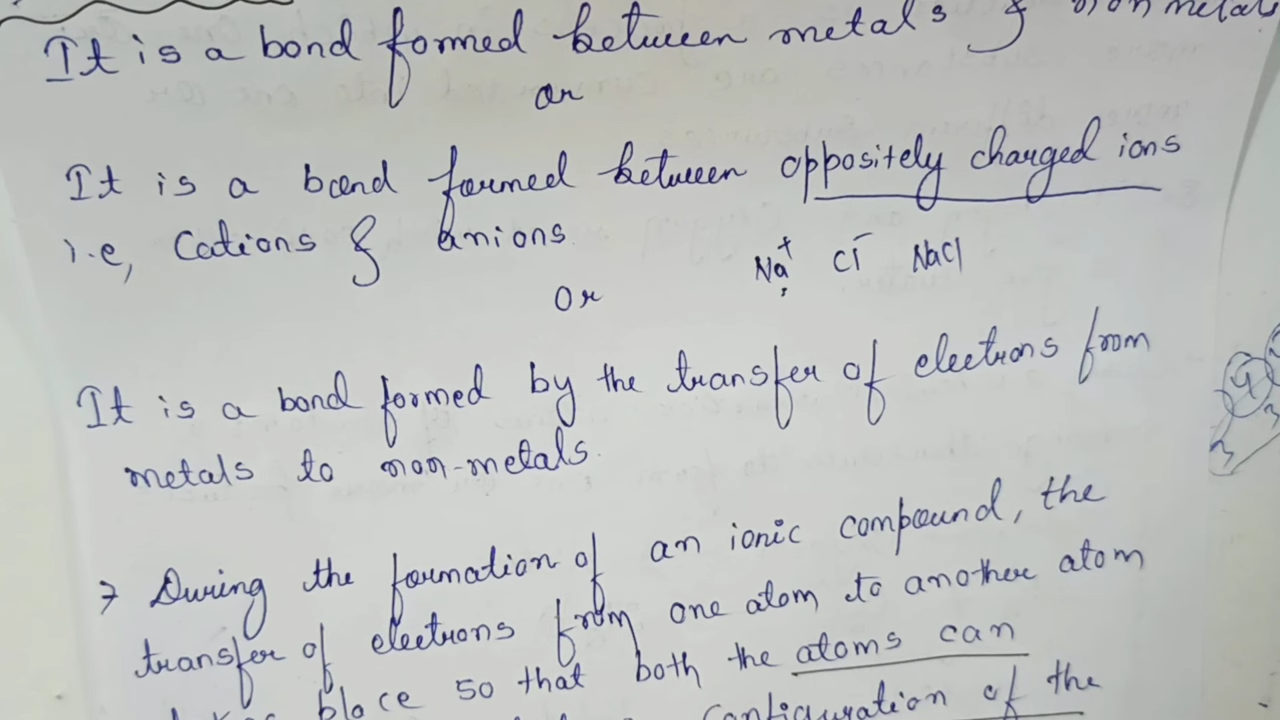 It is a bond formed between metals & non metals
or
It is a bond formed between oppositely charged ions
i.e, Cations & anions
Na+ Cl- NaCl
Or
It is a bond formed by the transfer of electrons from
metals to non-metals.
→ During the formation of an ionic compound, the
transfer of electrons from one atom to another atom
place so that both the atoms can
configuration of the